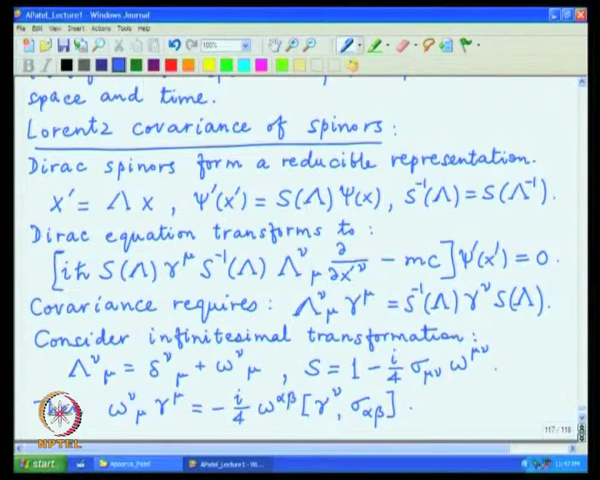 APatel_Lecture1 - Windows Journal
File Edit View Insert Actions Tools Help
100%
B I
space and time.
Lorentz covariance of spinors :
Dirac spinors form a reducible representation.
x' = Λ x , Ψ'(x') = S(Λ) Ψ(x) , S⁻¹(Λ) = S(Λ⁻¹).
Dirac equation transforms to :
[iħ S(Λ) γ^μ S⁻¹(Λ) Λ^ν_μ ∂/∂x'^ν − mc] Ψ'(x') = 0.
Covariance requires : Λ^ν_μ γ^μ = S⁻¹(Λ) γ^ν S(Λ).
Consider infinitesimal transformation :
Λ^ν_μ = δ^ν_μ + ω^ν_μ , S = 1 − i/4 σ_μν ω^μν.
Then ω^ν_μ γ^μ = − i/4 ω^αβ [γ^ν, σ_αβ].
NPTEL
117 / 118
start Apoorva_Patel APatel_Lecture1 - Wi...